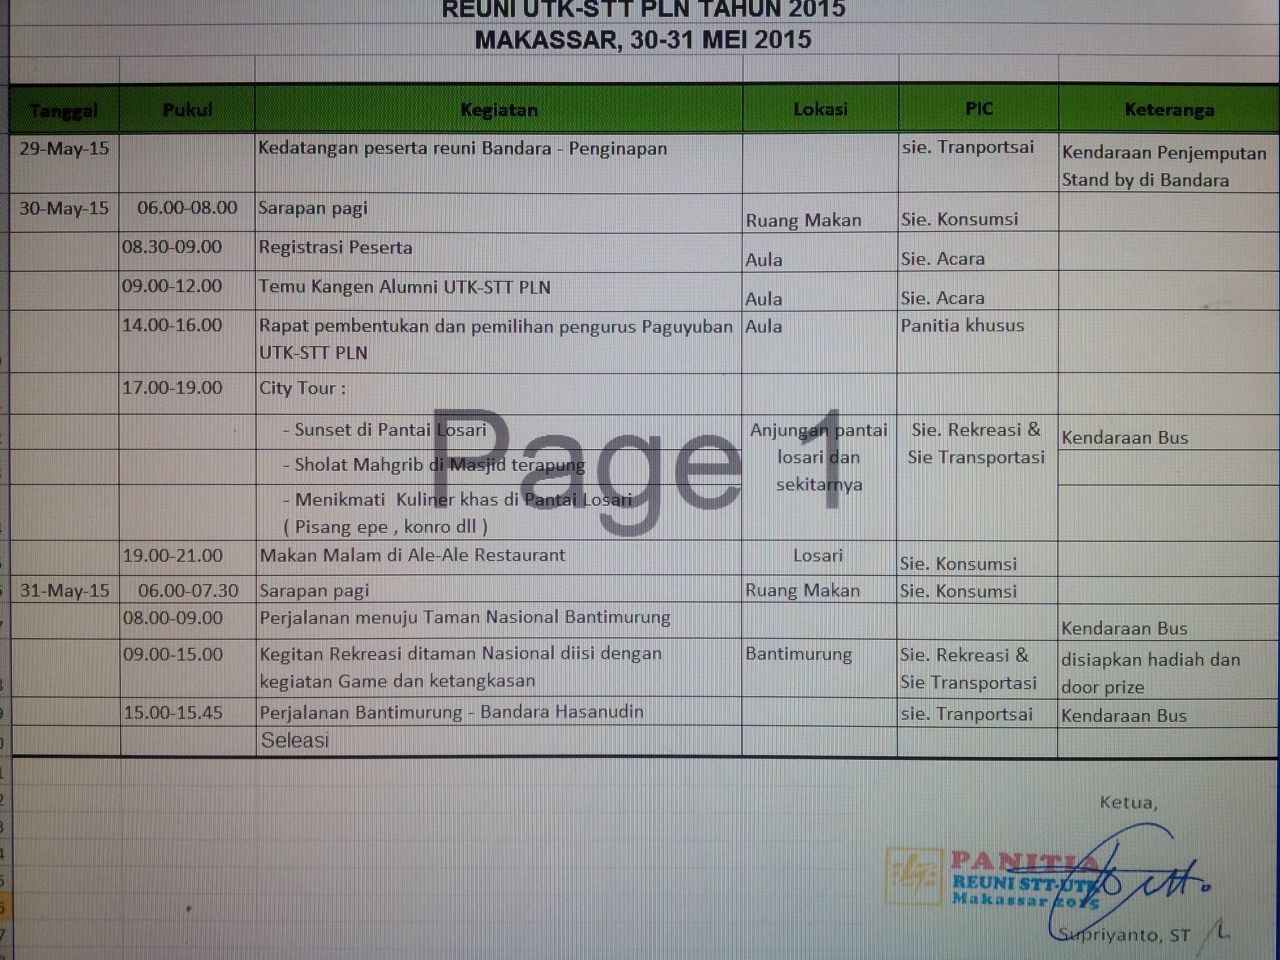 REUNI UTK-STT PLN TAHUN 2015
MAKASSAR, 30-31 MEI 2015
Tanggal Pukul Kegiatan Lokasi PIC Keteranga
29-May-15 Kedatangan peserta reuni Bandara - Penginapan sie. Tranportsai Kendaraan Penjemputan
Stand by di Bandara
30-May-15 06.00-08.00 Sarapan pagi Ruang Makan Sie. Konsumsi
08.30-09.00 Registrasi Peserta Aula Sie. Acara
09.00-12.00 Temu Kangen Alumni UTK-STT PLN Aula Sie. Acara
14.00-16.00 Rapat pembentukan dan pemilihan pengurus Paguyuban Aula Panitia khusus
UTK-STT PLN
17.00-19.00 City Tour :
- Sunset di Pantai Losari Anjungan pantai Sie. Rekreasi & Kendaraan Bus
- Sholat Mahgrib di Masjid terapung losari dan Sie Transportasi
- Menikmati Kuliner khas di Pantai Losari sekitarnya
( Pisang epe , konro dll )
Page 1
19.00-21.00 Makan Malam di Ale-Ale Restaurant Losari Sie. Konsumsi
31-May-15 06.00-07.30 Sarapan pagi Ruang Makan Sie. Konsumsi
08.00-09.00 Perjalanan menuju Taman Nasional Bantimurung Kendaraan Bus
09.00-15.00 Kegitan Rekreasi ditaman Nasional diisi dengan Bantimurung Sie. Rekreasi & disiapkan hadiah dan
kegiatan Game dan ketangkasan Sie Transportasi door prize
15.00-15.45 Perjalanan Bantimurung - Bandara Hasanudin sie. Tranportsai Kendaraan Bus
Seleasi
Ketua,
PANITIA
REUNI STT-UTK
Makassar 2015
Supriyanto, ST